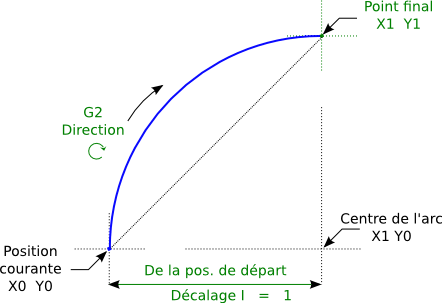 Point final
X1 Y1
G2
Direction
Centre de l'arc
X1 Y0
Position
courante
X0 Y0
De la pos. de départ
Décalage I = 1